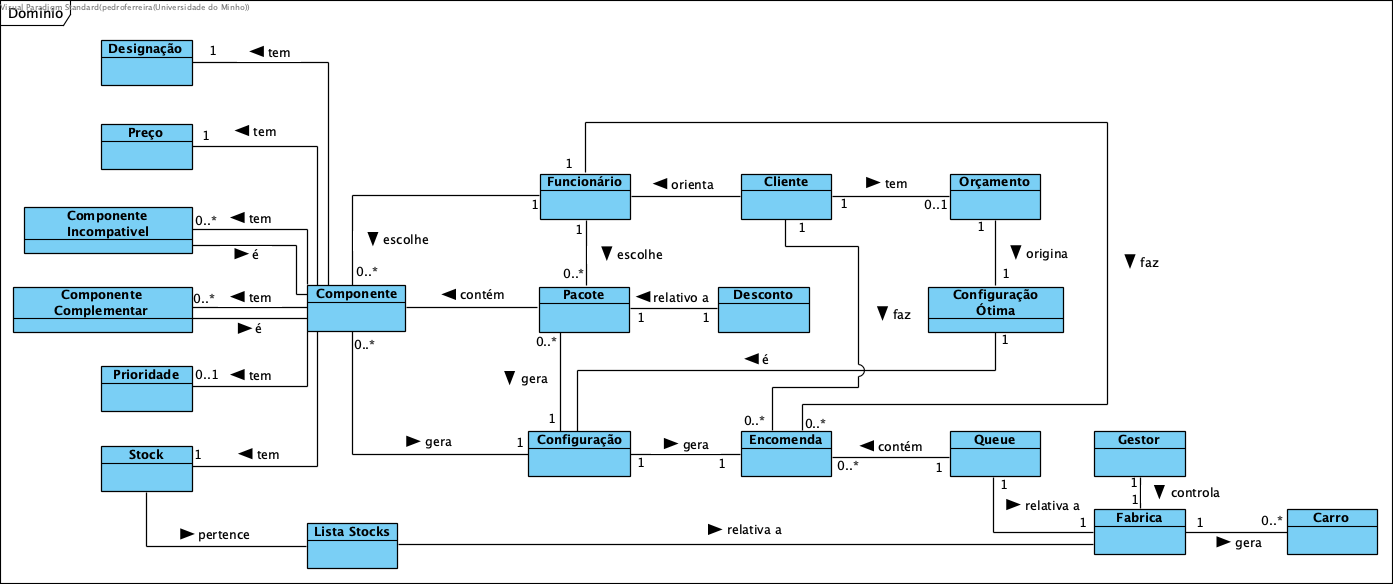 Visual Paradigm Standard(pedroferreira(Universidade do Minho))
Domínio
Designação
1
tem
Preço
1
tem
Componente
Incompativel
0..*
tem
é
Componente
Complementar
0..*
tem
é
Prioridade
0..1
tem
Stock
1
tem
pertence
Lista Stocks
relativa a
Componente
0..*
0..*
escolhe
contém
gera
1
Funcionário
1
1
1
escolhe
0..*
orienta
Cliente
1
1
tem
0..1
Orçamento
1
origina
1
Configuração
Ótima
1
é
faz
faz
Pacote
0..*
relativo a
1
1
Desconto
gera
1
Configuração
1
gera
1
Encomenda
0..*
0..*
0..*
contém
1
Queue
1
relativa a
1
Gestor
1
1
controla
Fabrica
1
0..*
gera
Carro